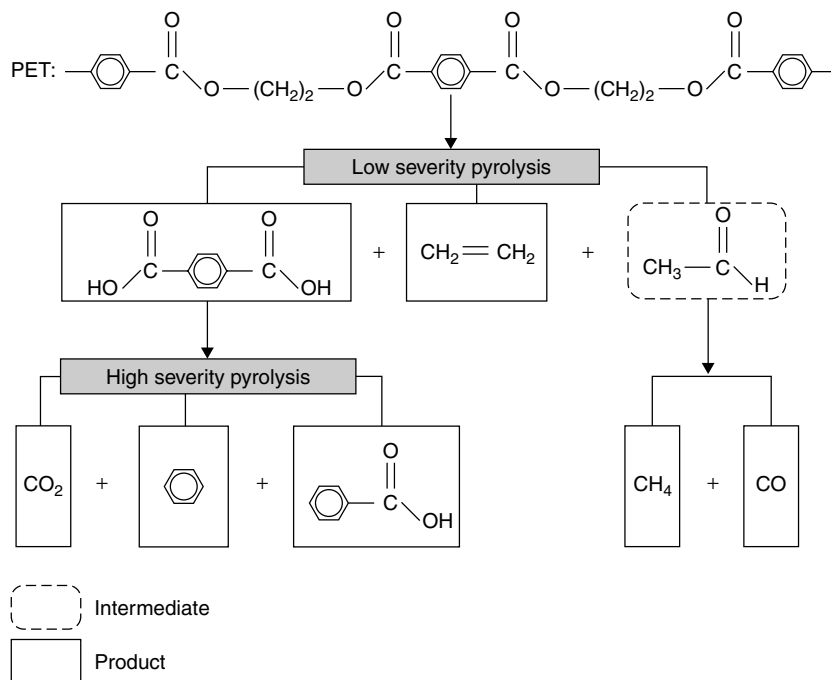 O O O O
PET: C O (CH₂)₂ O C C O (CH₂)₂ O C
Low severity pyrolysis
O O O
C C + CH₂ CH₂ + CH₃ C
HO OH H
High severity pyrolysis
O
CO₂ + + C CH₄ + CO
OH
Intermediate
Product